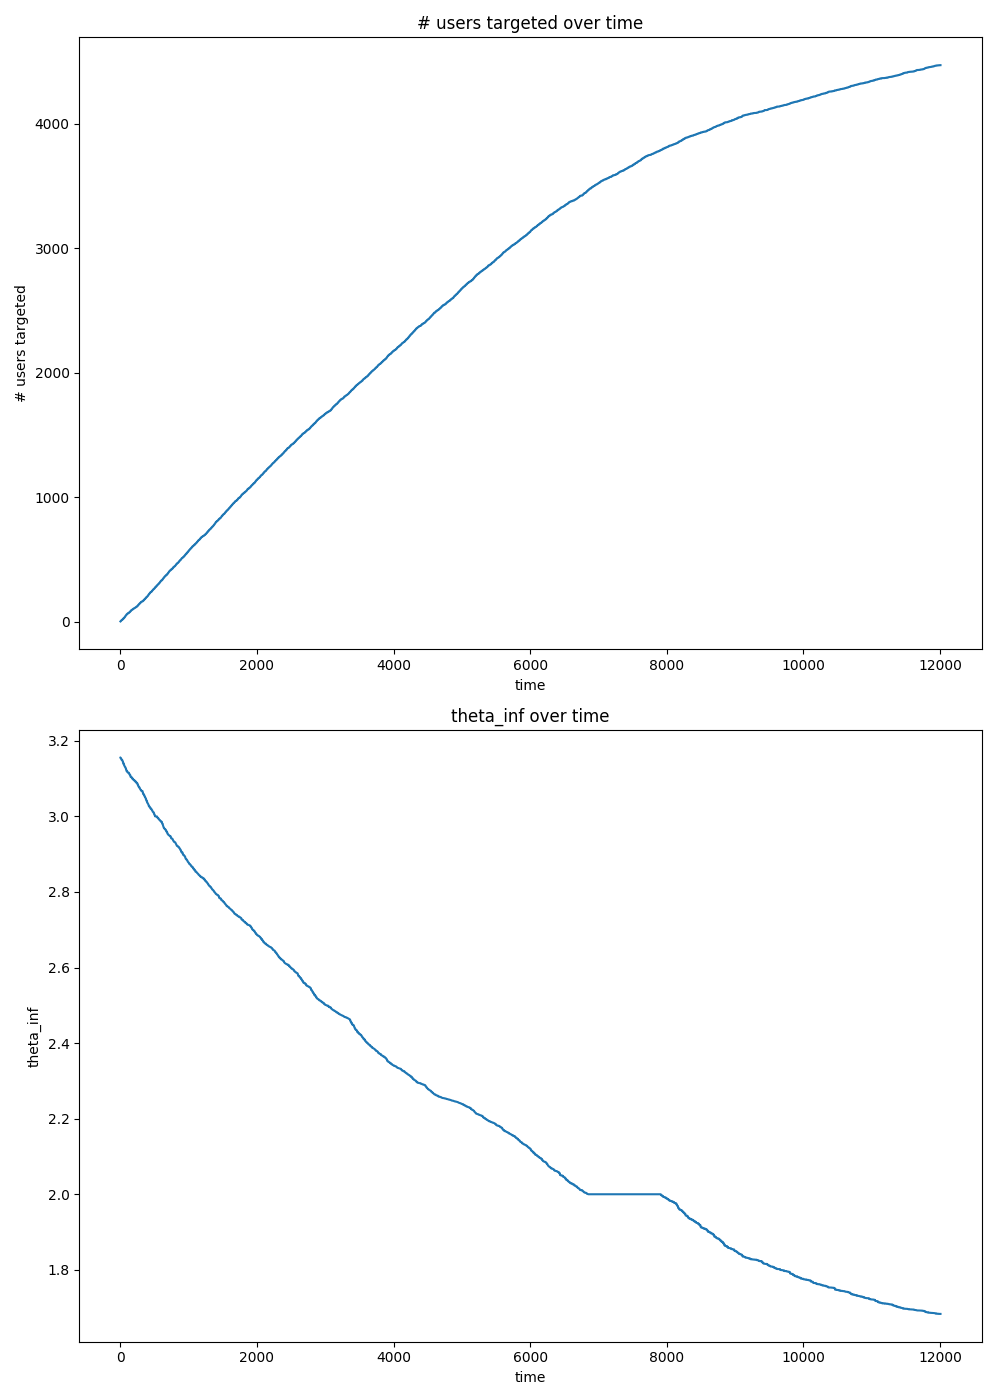 # users targeted over time
4000
3000
2000
1000
0
# users targeted
0 2000 4000 6000 8000 10000 12000
time
theta_inf over time
3.2
3.0
2.8
2.6
2.4
2.2
2.0
1.8
theta_inf
0 2000 4000 6000 8000 10000 12000
time